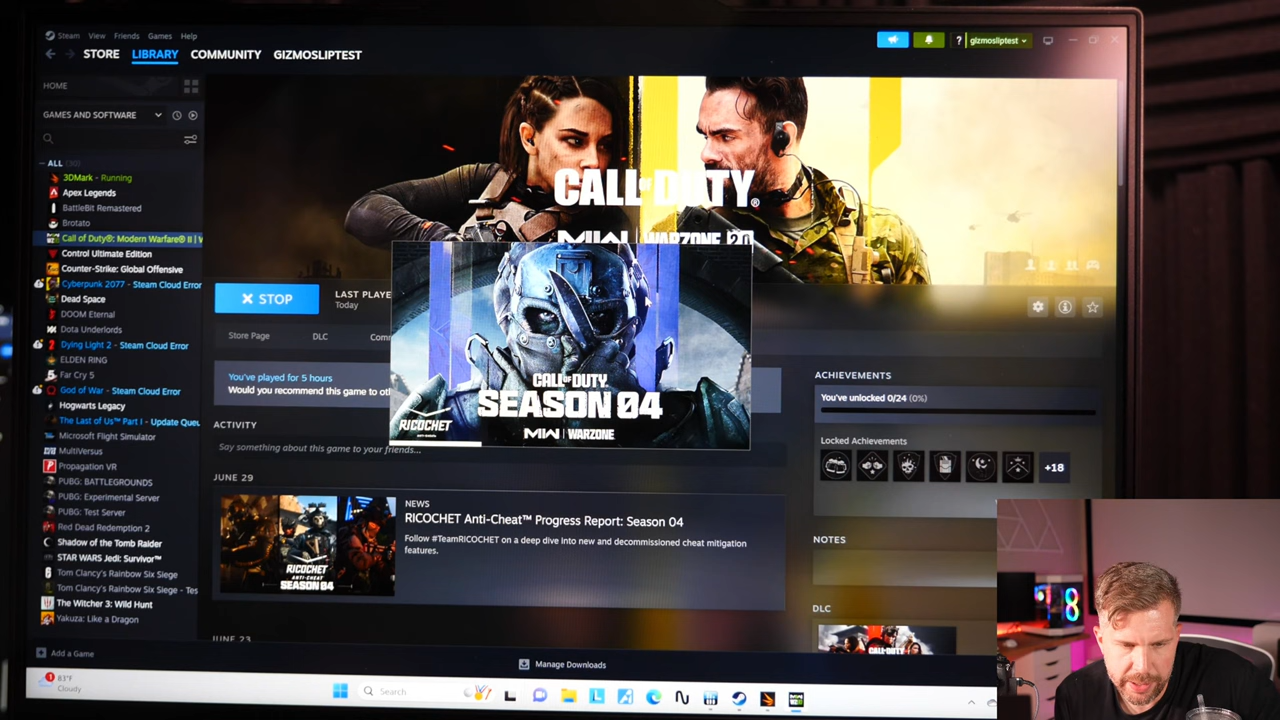 Steam View Friends Games Help
STORE LIBRARY COMMUNITY GIZMOSLIPTEST
? gizmosliptest
HOME
GAMES AND SOFTWARE
ALL (30)
3DMark - Running
Apex Legends
BattleBit Remastered
Brotato
Call of Duty®: Modern Warfare® II | W
Control Ultimate Edition
Counter-Strike: Global Offensive
Cyberpunk 2077 - Steam Cloud Error
Dead Space
DOOM Eternal
Dota Underlords
Dying Light 2 - Steam Cloud Error
ELDEN RING
Far Cry 5
God of War - Steam Cloud Error
Hogwarts Legacy
The Last of Us™ Part I - Update Queu
Microsoft Flight Simulator
MultiVersus
Propagation VR
PUBG: BATTLEGROUNDS
PUBG: Experimental Server
PUBG: Test Server
Red Dead Redemption 2
Shadow of the Tomb Raider
STAR WARS Jedi: Survivor™
Tom Clancy's Rainbow Six Siege
Tom Clancy's Rainbow Six Siege - Tes
The Witcher 3: Wild Hunt
Yakuza: Like a Dragon
Add a Game
CALL OF DUTY®
MWII WARZONE 2.0
X STOP
LAST PLAYE
Today
Store Page DLC Comm
You've played for 5 hours
Would you recommend this game to oth
CALL OF DUTY.
SEASON 04
RICOCHET
ANTI-CHEAT
MWII WARZONE
ACTIVITY
Say something about this game to your friends...
JUNE 29
RICOCHET
ANTI-CHEAT
SEASON 04
NEWS
RICOCHET Anti-Cheat™ Progress Report: Season 04
Follow #TeamRICOCHET on a deep dive into new and decommissioned cheat mitigation
features.
JUNE 23
ACHIEVEMENTS
You've unlocked 0/24 (0%)
Locked Achievements
+18
NOTES
DLC
Manage Downloads
1
83°F
Cloudy
Search